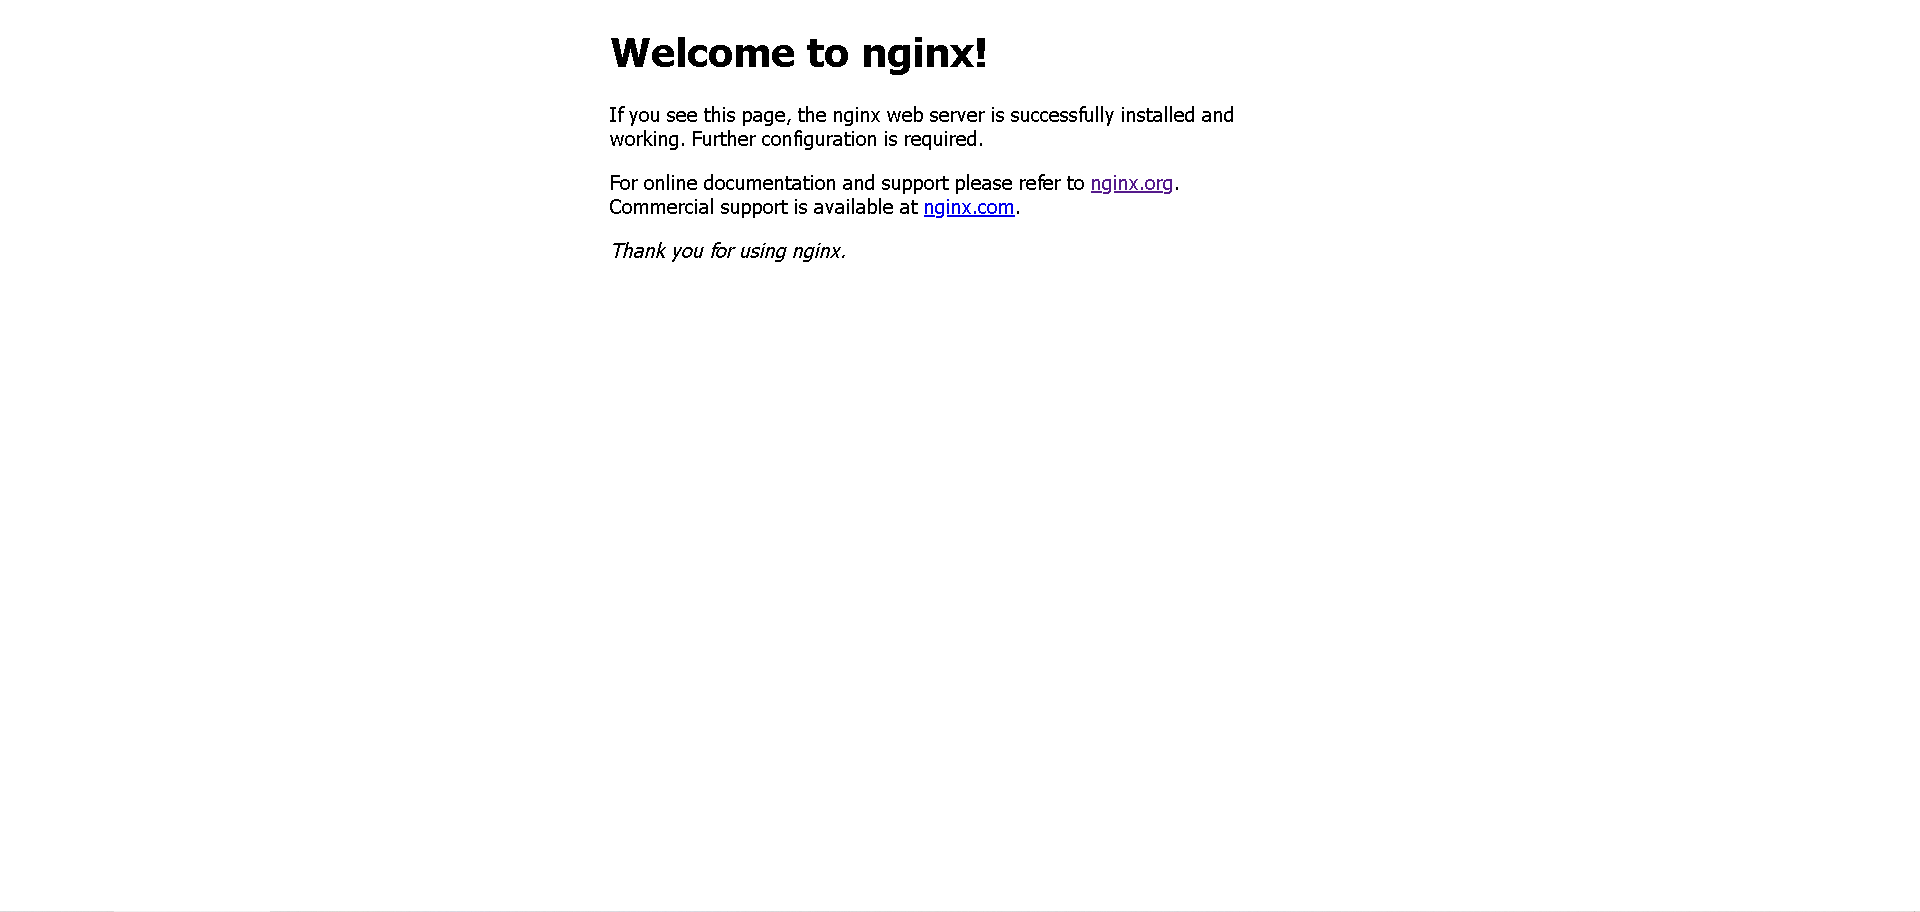 Welcome to nginx!
If you see this page, the nginx web server is successfully installed and
working. Further configuration is required.
For online documentation and support please refer to nginx.org.
Commercial support is available at nginx.com.
Thank you for using nginx.